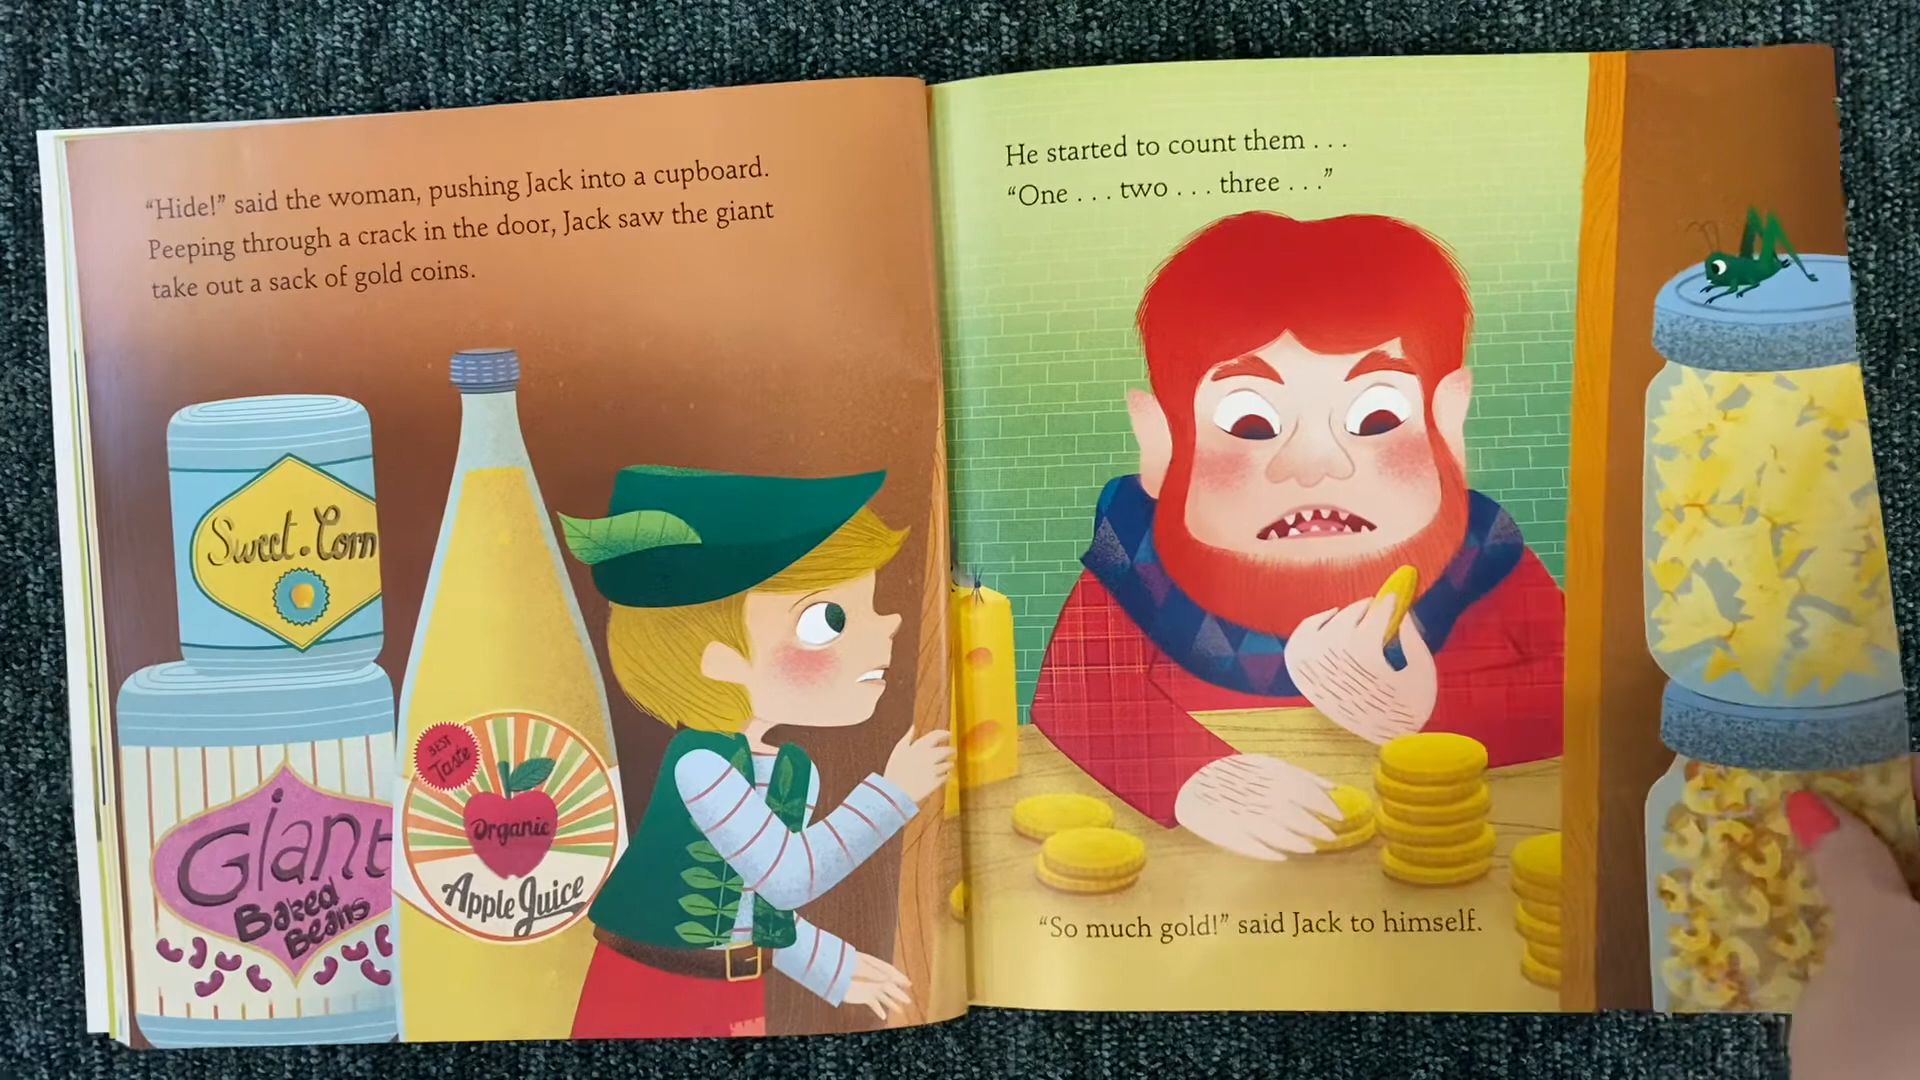 “Hide!” said the woman, pushing Jack into a cupboard.
Peeping through a crack in the door, Jack saw the giant
take out a sack of gold coins.
He started to count them . . .
“One . . . two . . . three . . .”
Sweet.Corn
Giant
Baked
Beans
BEST
Taste
Organic
Apple Juice
“So much gold!” said Jack to himself.